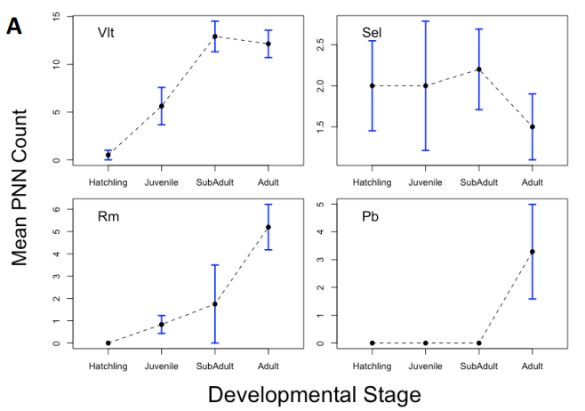 A
Mean PNN Count
Vlt
15
10
5
0
Hatchling Juvenile SubAdult Adult
Sel
2.5
2.0
1.5
Hatchling Juvenile SubAdult Adult
Rm
6
5
4
3
2
1
0
Hatchling Juvenile SubAdult Adult
Pb
5
4
3
2
1
0
Hatchling Juvenile SubAdult Adult
Developmental Stage